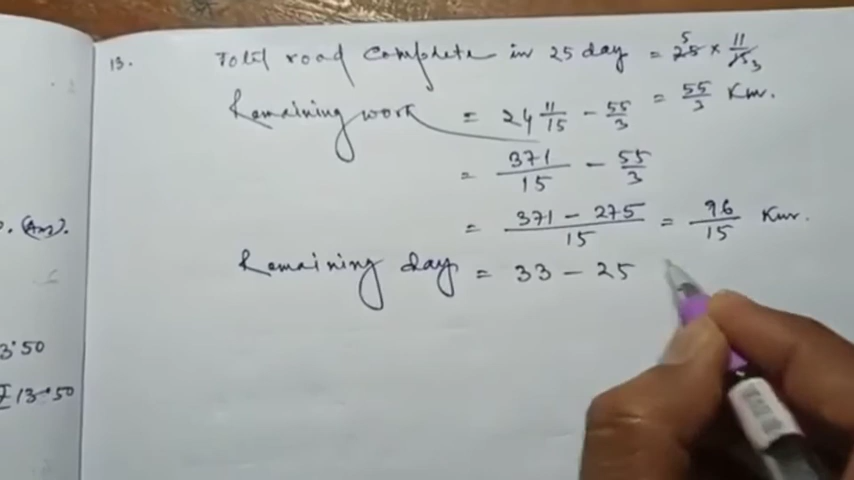 13. Total road complete in 25 day = 25 5 × 11/15 3
= 55/3 Km.
Remaining work = 24 11/15 - 55/3
= 371/15 - 55/3
= 371 - 275/15 = 96/15 Km.
Remaining day = 33 - 25
(Ans).
3.50
₹13.50